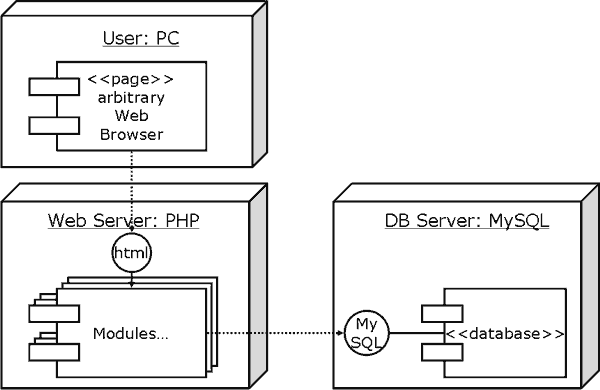 User: PC
<<page>>
arbitrary
Web
Browser
Web Server: PHP
html
Modules...
DB Server: MySQL
My
SQL
<<database>>